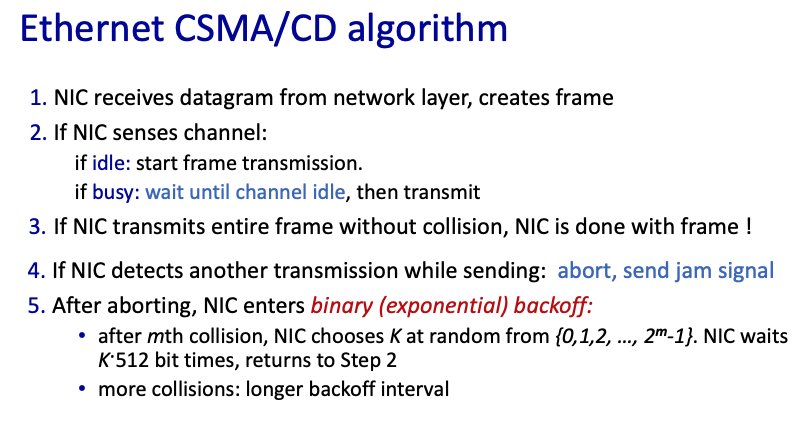 Ethernet CSMA/CD algorithm
1. NIC receives datagram from network layer, creates frame
2. If NIC senses channel:
if idle: start frame transmission.
if busy: wait until channel idle, then transmit
3. If NIC transmits entire frame without collision, NIC is done with frame !
4. If NIC detects another transmission while sending: abort, send jam signal
5. After aborting, NIC enters binary (exponential) backoff:
• after mth collision, NIC chooses K at random from {0,1,2, …, 2ᵐ-1}. NIC waits
K·512 bit times, returns to Step 2
• more collisions: longer backoff interval